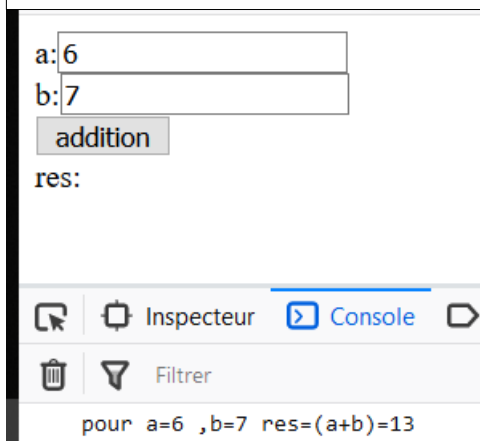 a: 6
b: 7
addition
res:
Inspecteur Console
Filtrer
pour a=6 ,b=7 res=(a+b)=13